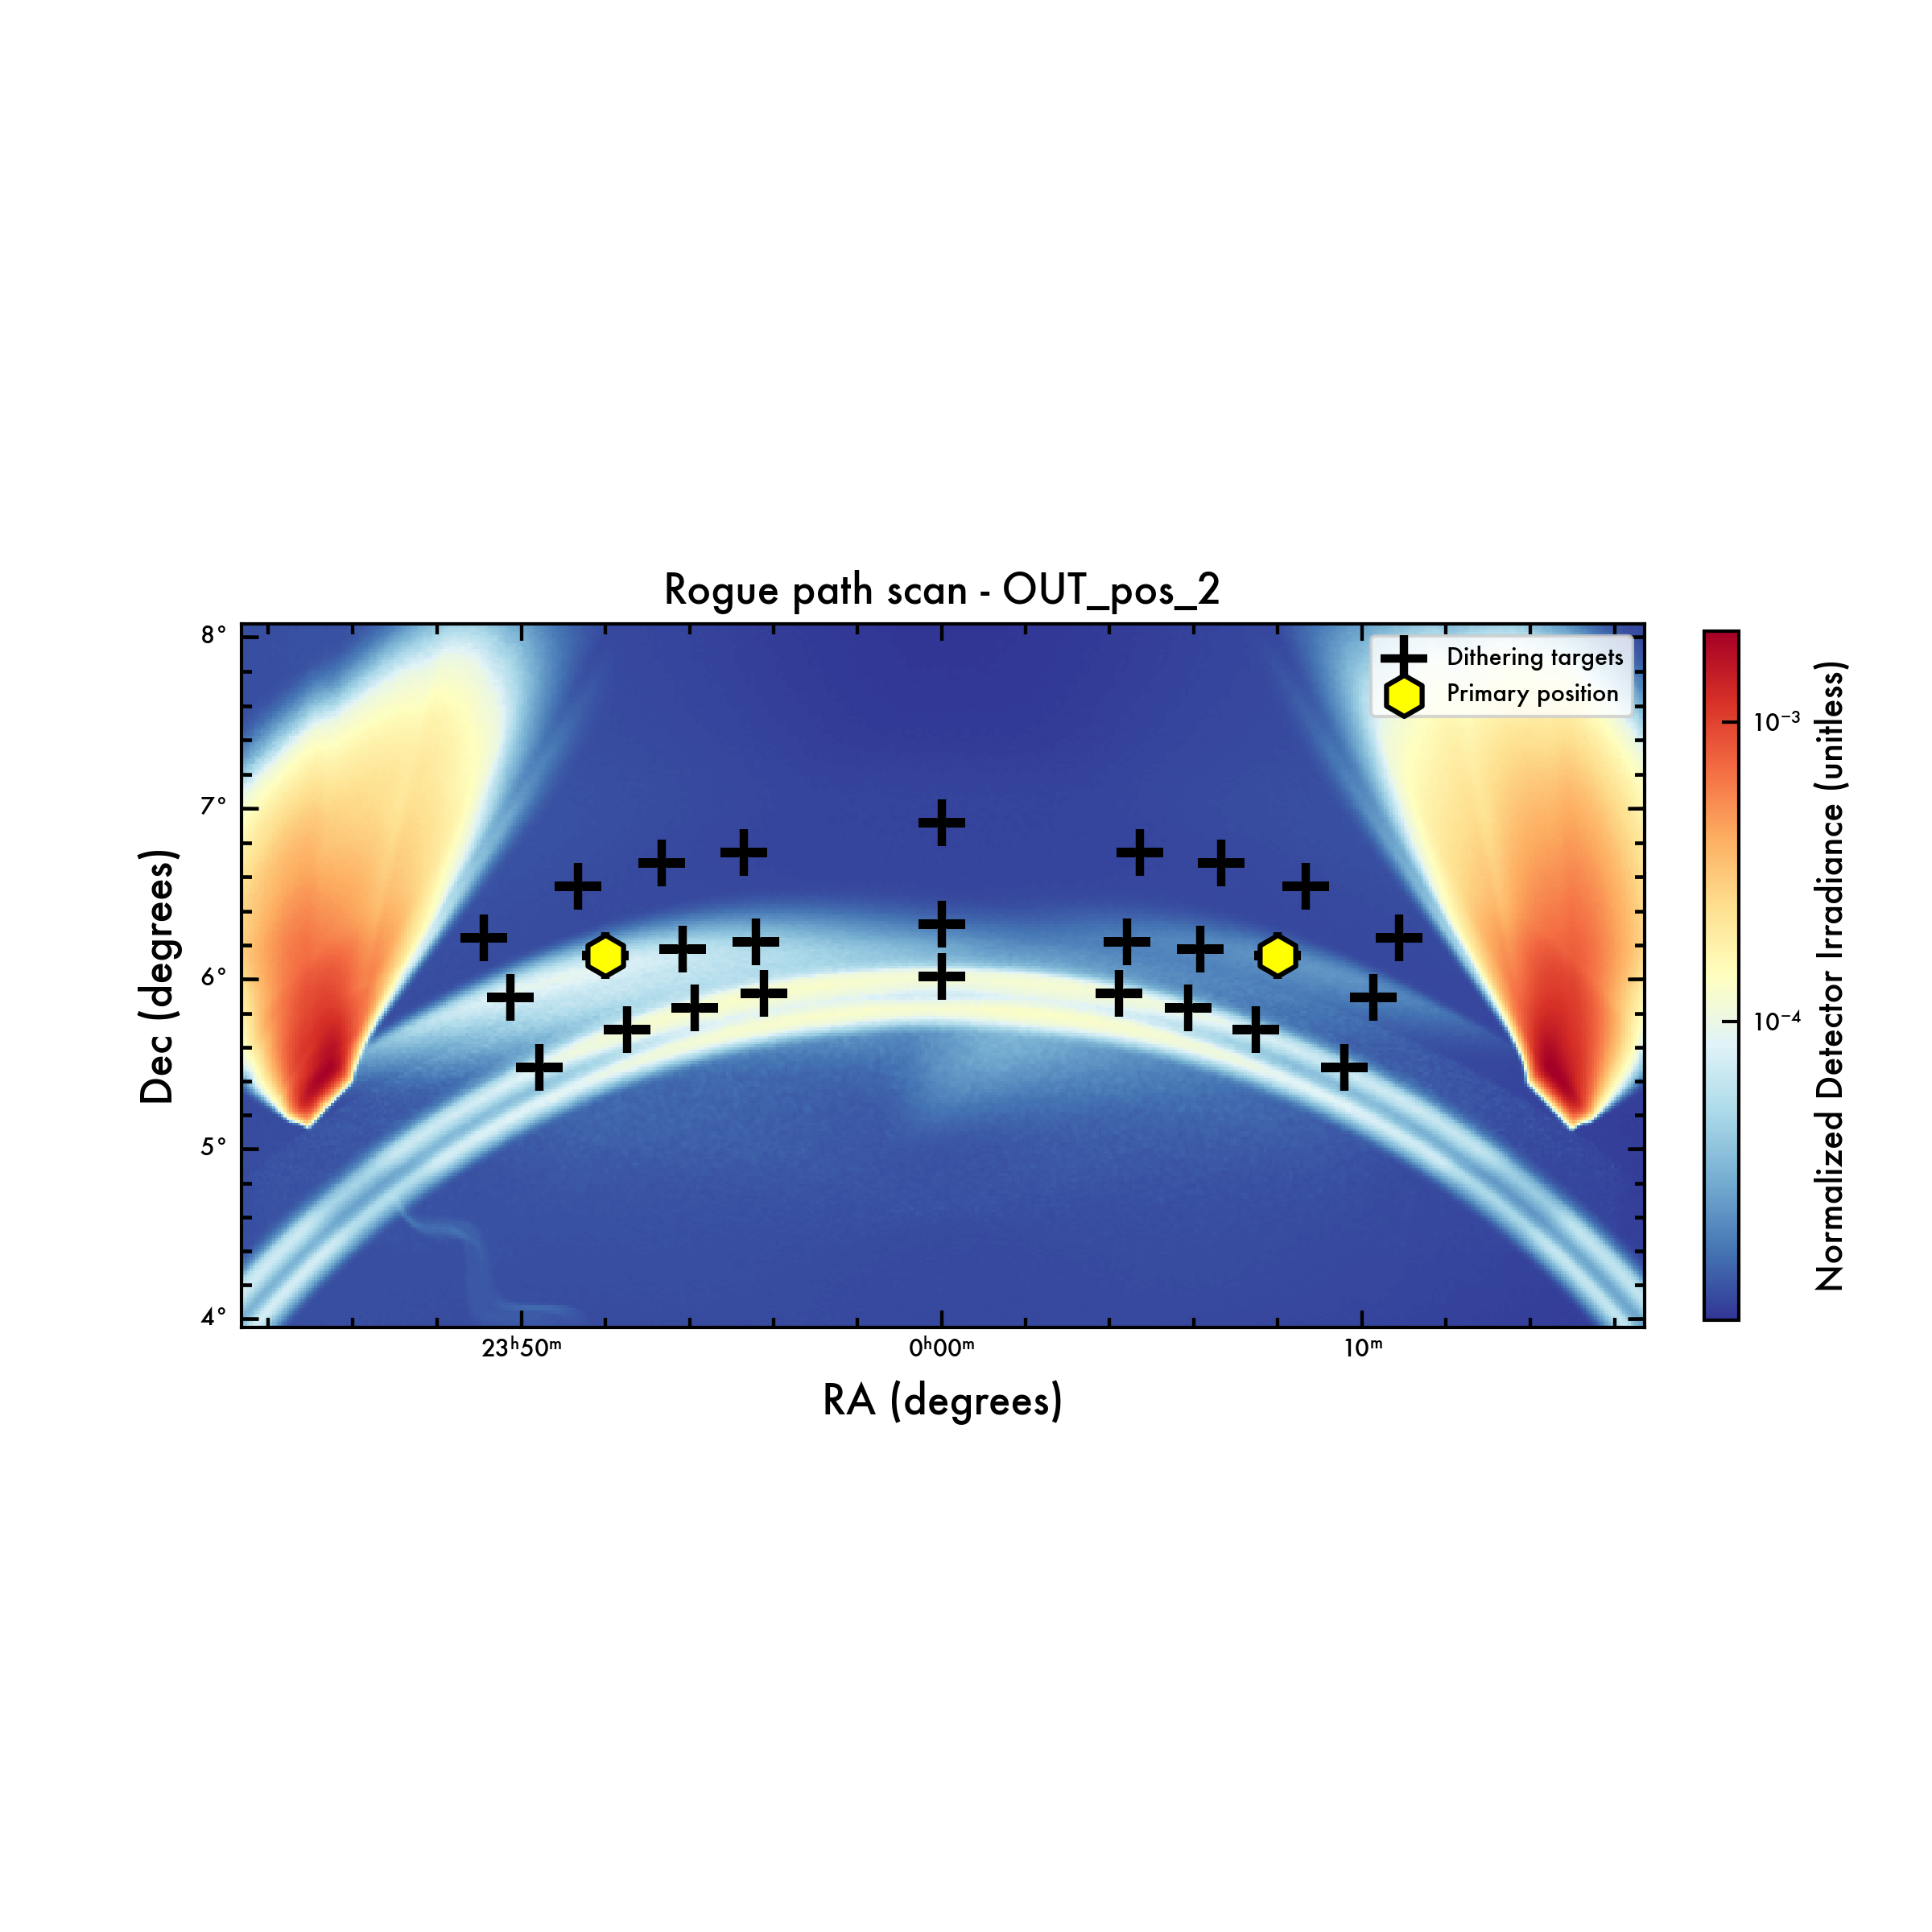 Rogue path scan - OUT_pos_2
Dithering targets
Primary position
8°
7°
6°
5°
4°
Dec (degrees)
23ʰ50ᵐ
0ʰ00ᵐ
10ᵐ
RA (degrees)
10⁻³
10⁻⁴
Normalized Detector Irradiance (unitless)